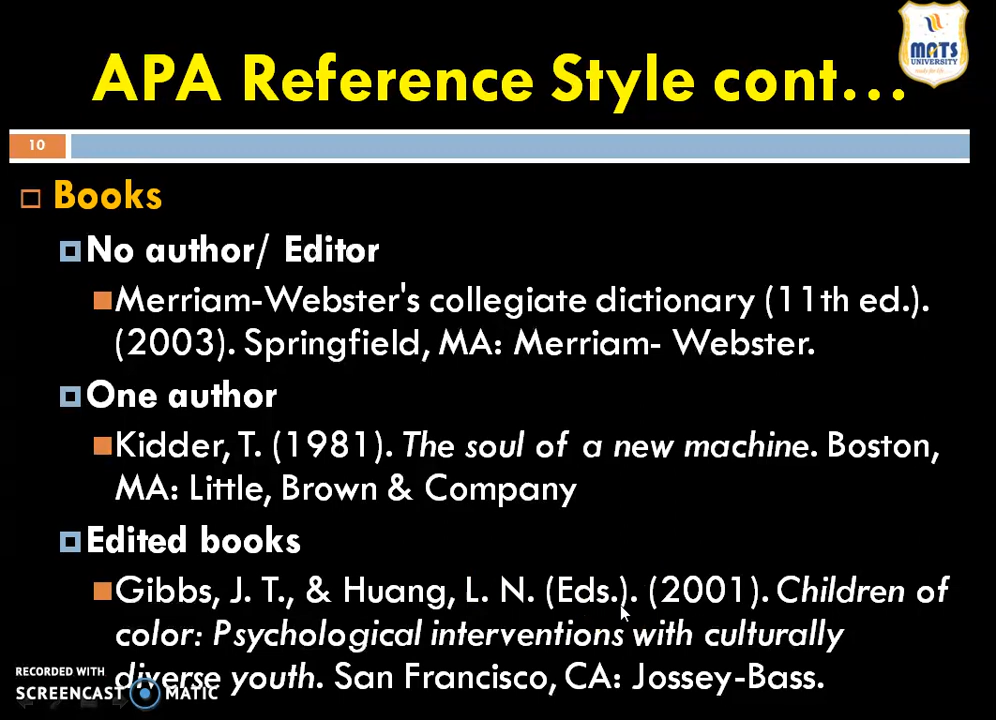 MATS
UNIVERSITY
APA Reference Style cont...
10
Books
No author/ Editor
Merriam-Webster's collegiate dictionary (11th ed.).
(2003). Springfield, MA: Merriam- Webster.
One author
Kidder, T. (1981). The soul of a new machine. Boston,
MA: Little, Brown & Company
Edited books
Gibbs, J. T., & Huang, L. N. (Eds.). (2001). Children of
color: Psychological interventions with culturally
diverse youth. San Francisco, CA: Jossey-Bass.
RECORDED WITH
SCREENCAST MATIC